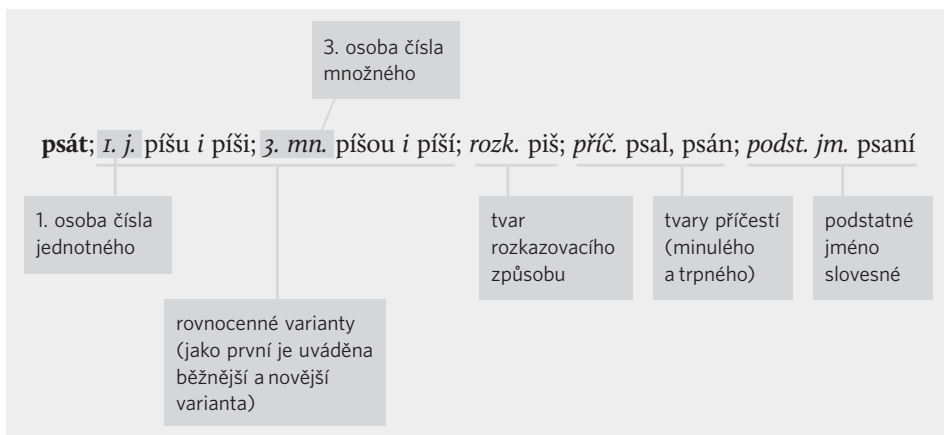 3. osoba čísla
množného
psát; 1. j. píšu i píši; 3. mn. píšou i píší; rozk. piš; příč. psal, psán; podst. jm. psaní
1. osoba čísla
jednotného
tvar
rozkazovacího
způsobu
tvary příčestí
(minulého
a trpného)
podstatné
jméno
slovesné
rovnocenné varianty
(jako první je uváděna
běžnější a novější
varianta)